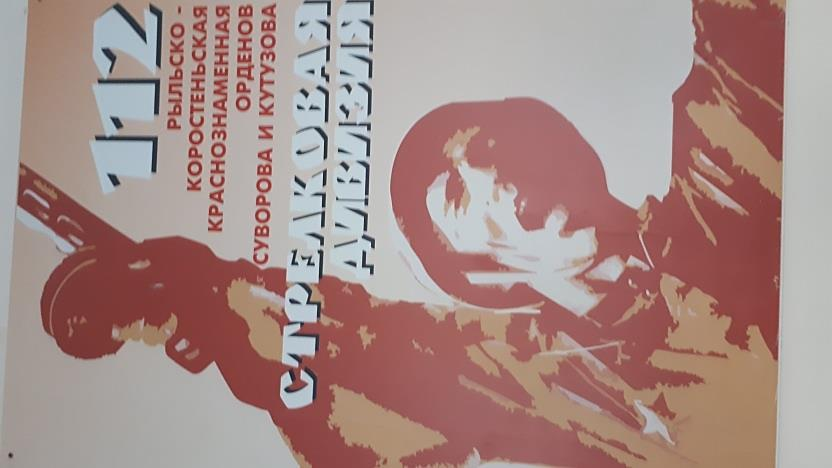 112
РЫЛЬСКО -
КОРОСТЕНЬСКАЯ
КРАСНОЗНАМЕННАЯ
ОРДЕНОВ
СУВОРОВА И КУТУЗОВА
СТРЕЛКОВАЯ
ДИВИЗИЯ